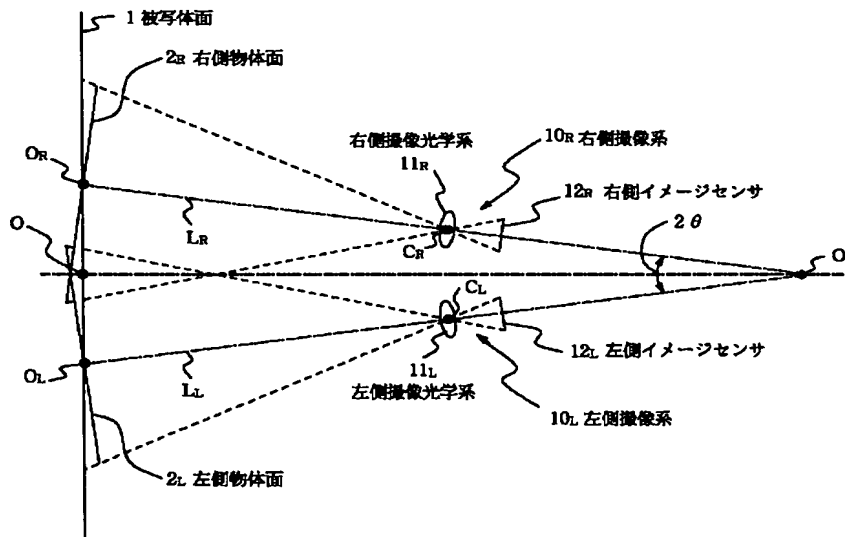 1 被写体面
2R 右側物体面
右側撮像光学系
11R
10R 右側撮像系
12R 右側イメージセンサ
OR
LR
CR
2θ
O
O
CL
12L 左側イメージセンサ
11L
左側撮像光学系
OL
LL
10L 左側撮像系
2L 左側物体面